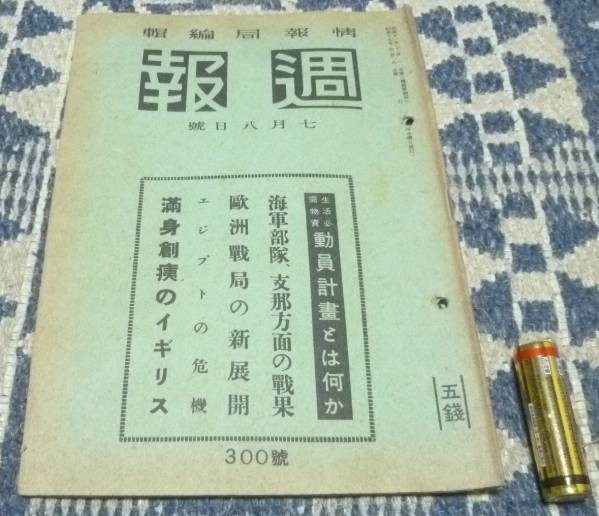 情報局編輯
週報
七月八日號
生活必
需物資
動員計畫とは何か
海軍部隊、支那方面の戰果
歐洲戰局の新展開
エジプトの危機
滿身創痍のイギリス
五錢
300號